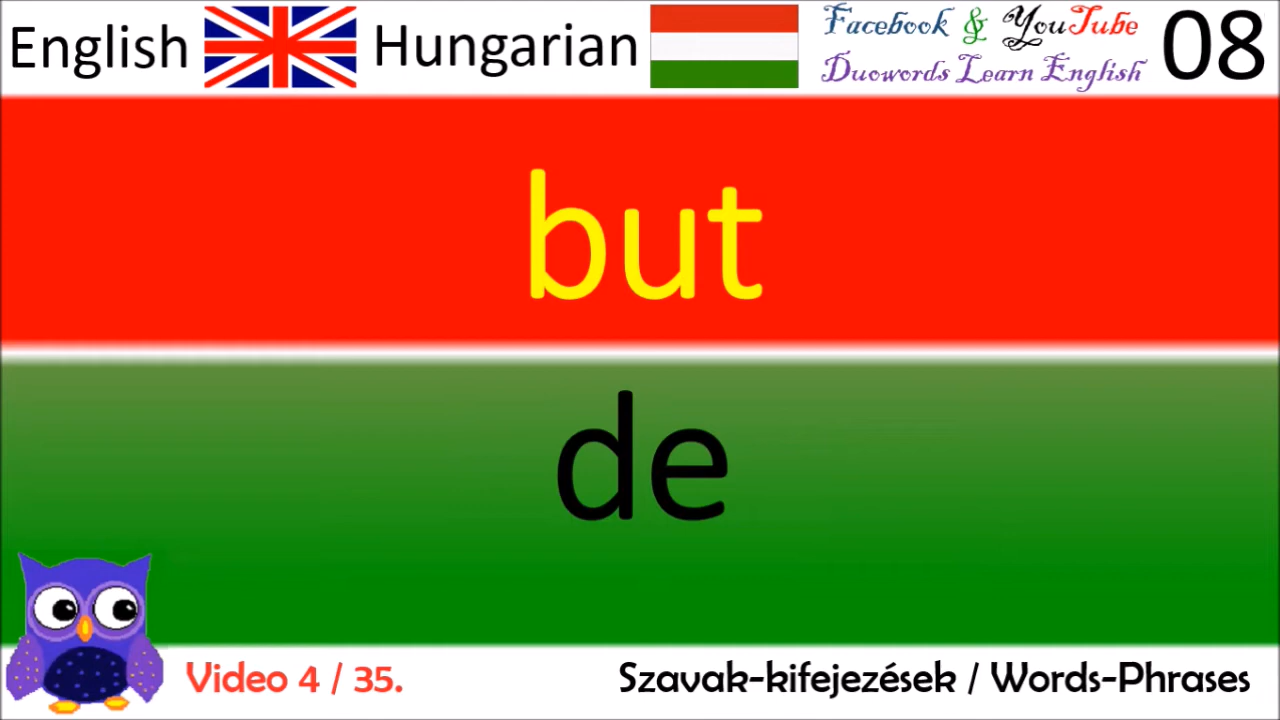 English Hungarian Facebook & YouTube 08
Duowords Learn English
but
de
Video 4 / 35. Szavak-kifejezések / Words-Phrases